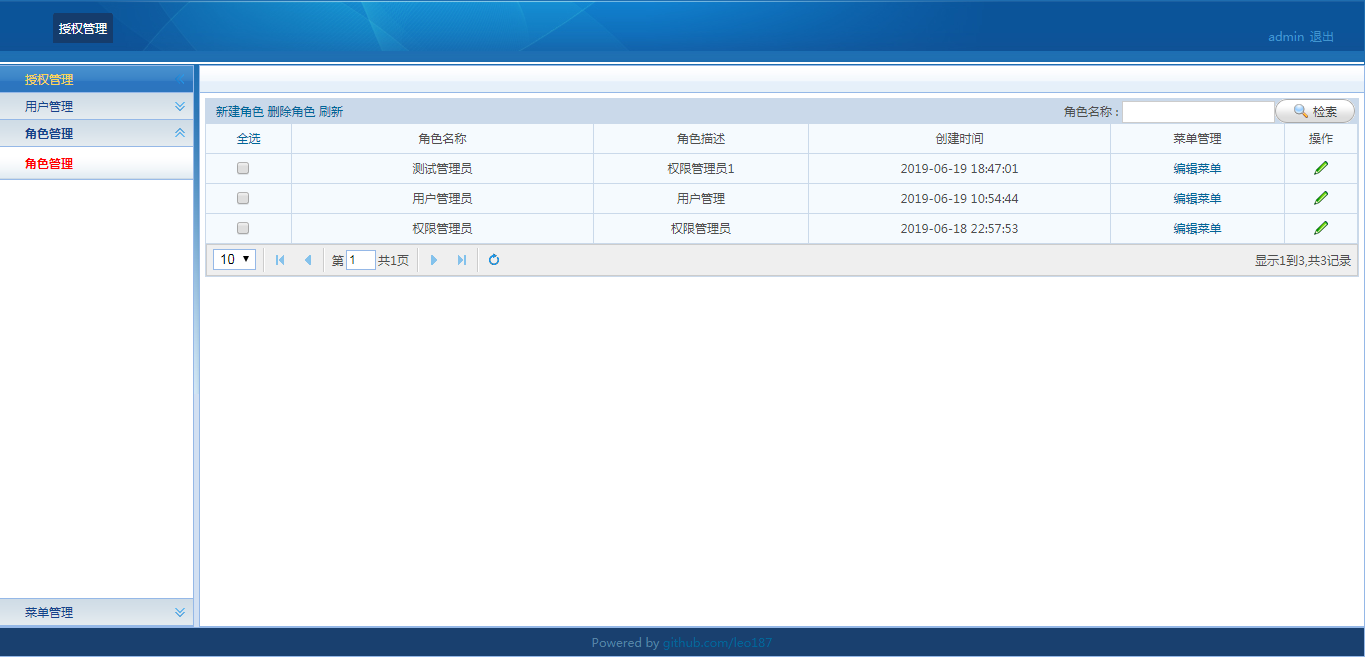 授权管理
admin 退出
授权管理
用户管理
角色管理
角色管理
菜单管理
新建角色 删除角色 刷新
角色名称 : 检索
全选 角色名称 角色描述 创建时间 菜单管理 操作
测试管理员 权限管理员1 2019-06-19 18:47:01 编辑菜单
用户管理员 用户管理 2019-06-19 10:54:44 编辑菜单
权限管理员 权限管理员 2019-06-18 22:57:53 编辑菜单
10 第 1 共1页 显示1到3,共3记录
Powered by github.com/leo187